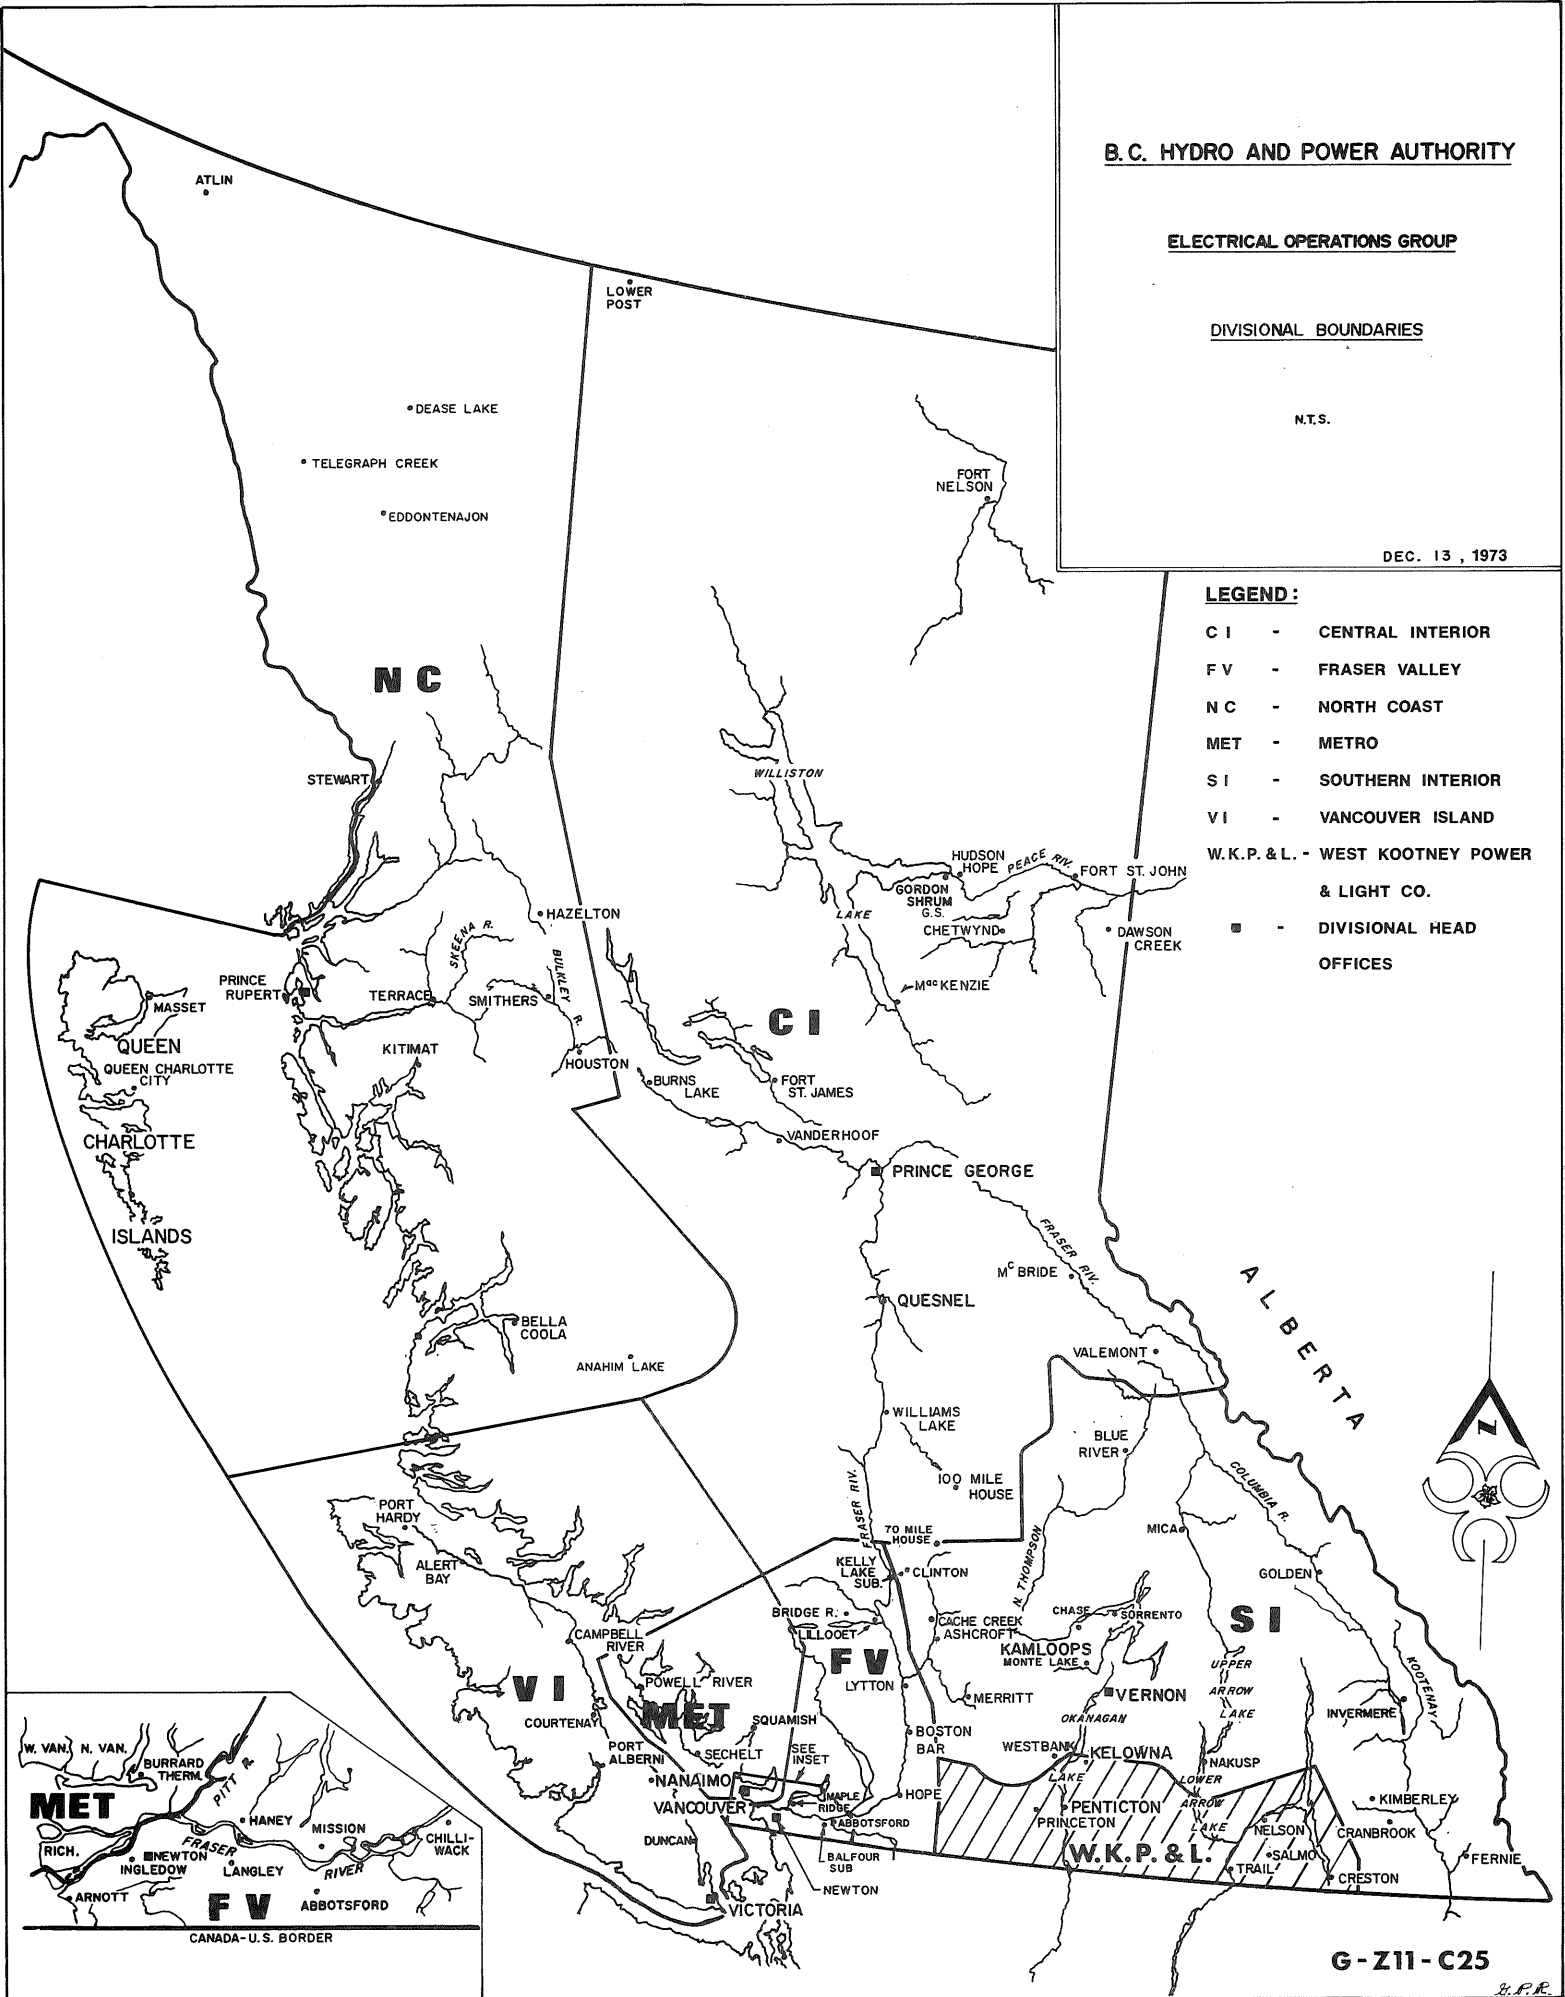 B.C. HYDRO AND POWER AUTHORITY
ELECTRICAL OPERATIONS GROUP
DIVISIONAL BOUNDARIES
N.T.S.
DEC. 13, 1973
LEGEND:
C I - CENTRAL INTERIOR
F V - FRASER VALLEY
N C - NORTH COAST
MET - METRO
S I - SOUTHERN INTERIOR
V I - VANCOUVER ISLAND
W.K.P. & L. - WEST KOOTNEY POWER
& LIGHT CO.
■ - DIVISIONAL HEAD
OFFICES
ATLIN
LOWER
POST
DEASE LAKE
TELEGRAPH CREEK
EDDONTENAJON
FORT
NELSON
N C
STEWART
WILLISTON
LAKE
HUDSON
HOPE
PEACE RIV.
FORT ST. JOHN
GORDON
SHRUM
G.S.
CHETWYND
DAWSON
CREEK
HAZELTON
SKEENA R.
BULKLEY R.
PRINCE
RUPERT
TERRACE
SMITHERS
MASSET
QUEEN
QUEEN CHARLOTTE
CITY
CHARLOTTE
ISLANDS
KITIMAT
HOUSTON
MacKENZIE
C I
BURNS
LAKE
FORT
ST. JAMES
VANDERHOOF
PRINCE GEORGE
FRASER RIV.
McBRIDE
QUESNEL
ALBERTA
BELLA
COOLA
ANAHIM LAKE
VALEMONT
WILLIAMS
LAKE
BLUE
RIVER
100 MILE
HOUSE
COLUMBIA R.
N
FRASER RIV.
PORT
HARDY
70 MILE
HOUSE
MICA
ALERT
BAY
KELLY
LAKE
SUB.
CLINTON
N. THOMPSON
GOLDEN
BRIDGE R.
LILLOOET
CACHE CREEK
ASHCROFT
CHASE
SORRENTO
S I
CAMPBELL
RIVER
F V
KAMLOOPS
MONTE LAKE
UPPER
ARROW
LAKE
KOOTENAY
V I
POWELL RIVER
MET
LYTTON
MERRITT
VERNON
COURTENAY
SQUAMISH
BOSTON
BAR
OKANAGAN
LAKE
INVERMERE
PORT
ALBERNI
SECHELT
SEE
INSET
WESTBANK
KELOWNA
NAKUSP
NANAIMO
VANCOUVER
MAPLE
RIDGE
HOPE
LOWER
ARROW
LAKE
PENTICTON
PRINCETON
KIMBERLEY
ABBOTSFORD
NELSON
CRANBROOK
DUNCAN
BALFOUR
SUB
W.K.P. & L.
SALMO
FERNIE
TRAIL
CRESTON
NEWTON
VICTORIA
W. VAN.
N. VAN.
BURRARD
THERM.
PITT R.
MET
HANEY
MISSION
RICH.
FRASER
RIVER
CHILLI-
WACK
NEWTON
INGLEDOW
LANGLEY
ARNOTT
F V
ABBOTSFORD
CANADA-U.S. BORDER
G-Z11-C25
G.P.R.